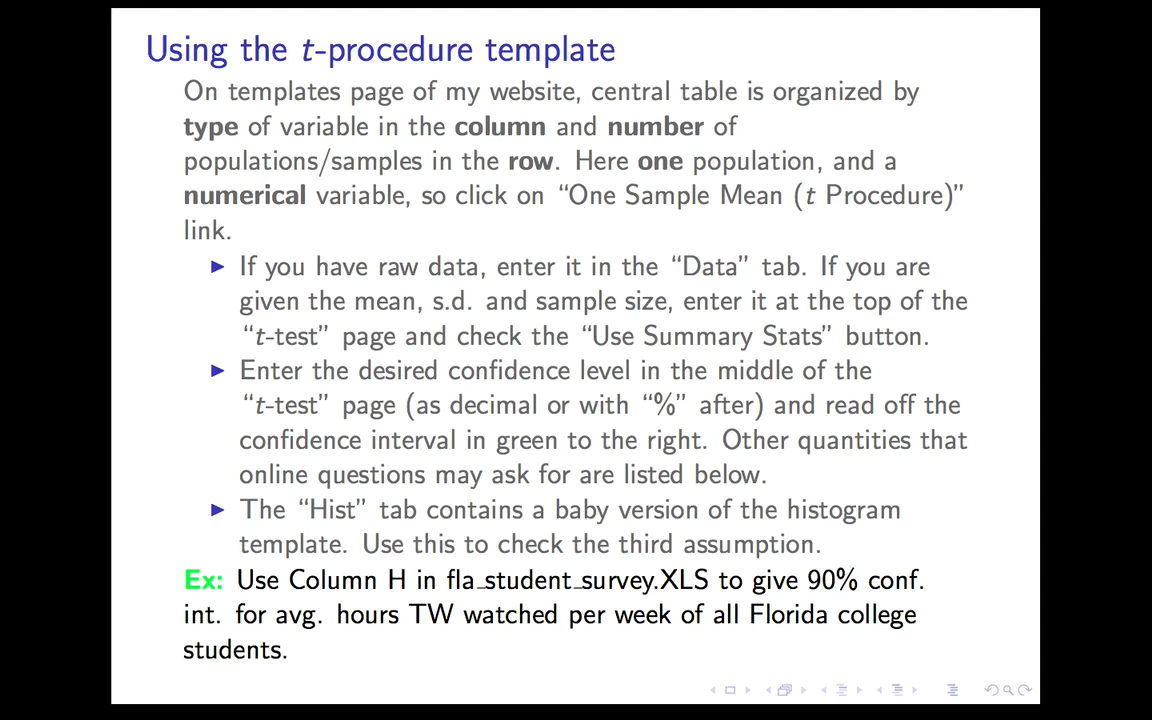 Using the t-procedure template
On templates page of my website, central table is organized by
type of variable in the column and number of
populations/samples in the row. Here one population, and a
numerical variable, so click on “One Sample Mean (t Procedure)”
link.
▶ If you have raw data, enter it in the “Data” tab. If you are
given the mean, s.d. and sample size, enter it at the top of the
“t-test” page and check the “Use Summary Stats” button.
▶ Enter the desired confidence level in the middle of the
“t-test” page (as decimal or with “%” after) and read off the
confidence interval in green to the right. Other quantities that
online questions may ask for are listed below.
▶ The “Hist” tab contains a baby version of the histogram
template. Use this to check the third assumption.
Ex: Use Column H in fla_student_survey.XLS to give 90% conf.
int. for avg. hours TW watched per week of all Florida college
students.